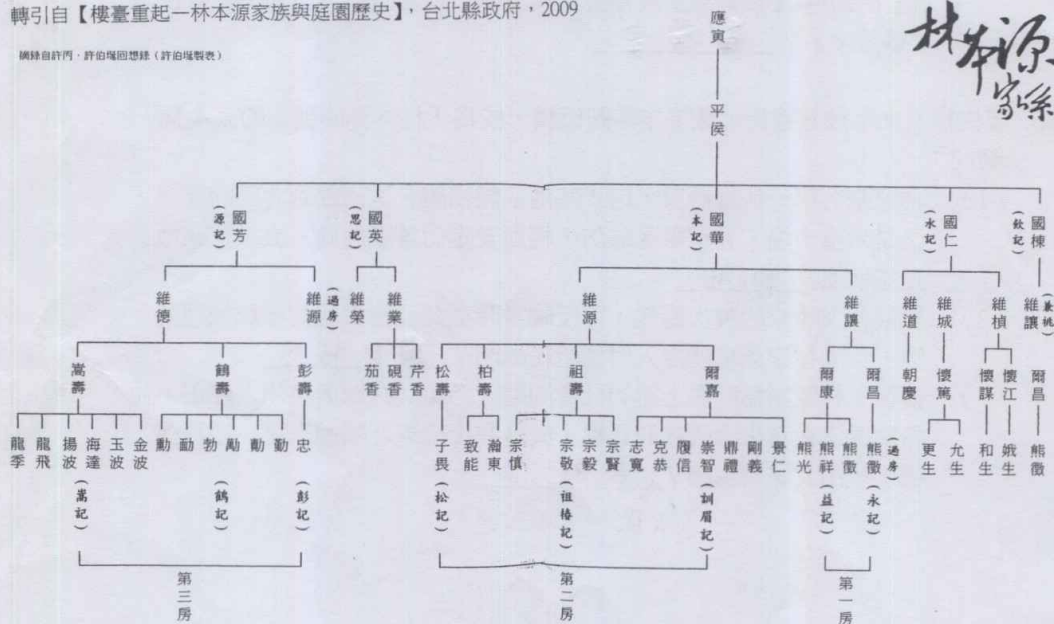 轉引自【樓臺重起—林本源家族與庭園歷史】，台北縣政府，2009
摘錄自許丙．許伯埏回想錄（許伯埏製表）
林本源家系
應寅
平侯
國棟
（飲記）
國仁
（水記）
國華
（本記）
國英
（思記）
國芳
（源記）
維讓
（兼祧）
維楨
維城
維道
維讓
維源
維業
維榮
維源
（過房）
維德
爾昌
懷江
懷謀
懷篤
朝慶
爾昌
爾康
爾嘉
祖壽
柏壽
松壽
芹香
硯香
茄香
彭壽
鶴壽
嵩壽
熊徵
娥生
和生
允生
更生
（過房）
熊徵
（永記）
熊徵
熊祥
（益記）
熊光
景仁
剛義
鼎禮
崇智
（訓眉記）
履信
克恭
志寬
宗賢
宗毅
宗敬
（祖椿記）
宗慎
瀚東
致能
子畏
（松記）
忠
（彭記）
勤
勳
勵
勃
（鶴記）
勔
勳
金波
玉波
海達
（嵩記）
揚波
龍飛
龍季
第一房
第二房
第三房